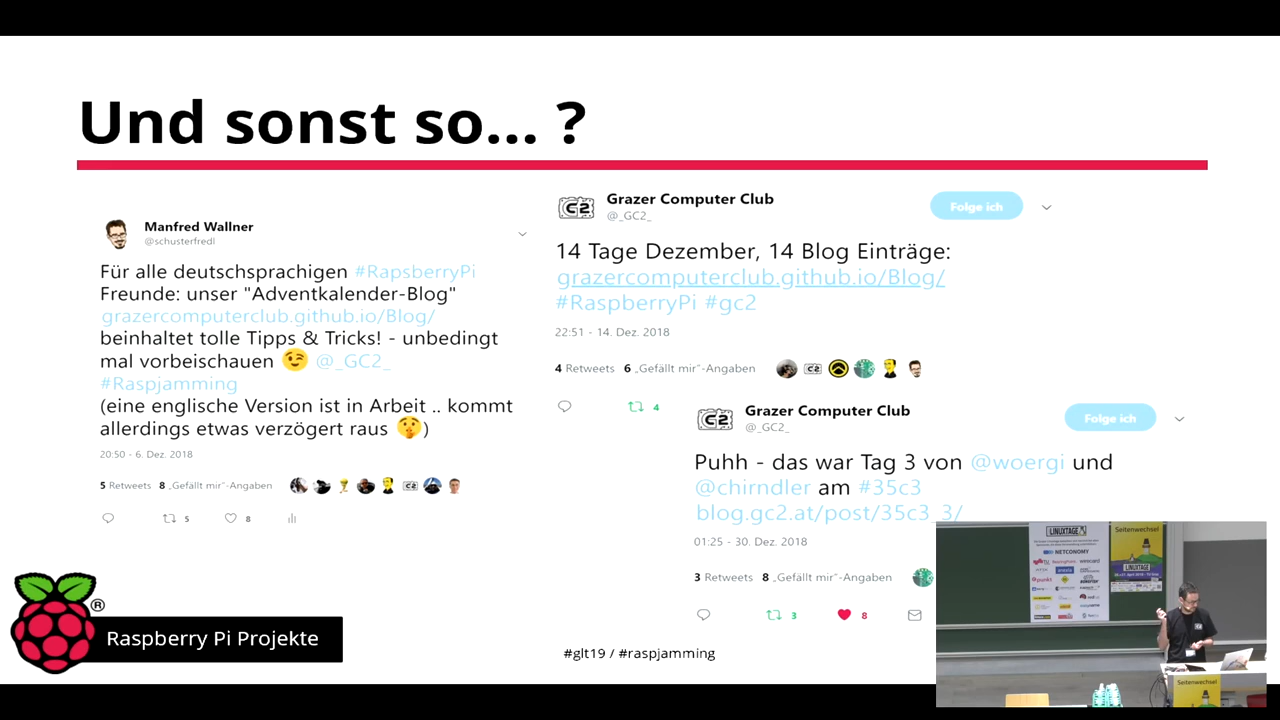 Und sonst so... ?
Manfred Wallner
@schusterfredl
Für alle deutschsprachigen #RapsberryPi
Freunde: unser "Adventkalender-Blog"
grazercomputerclub.github.io/Blog/
beinhaltet tolle Tipps & Tricks! - unbedingt
mal vorbeischauen 😉 @_GC2_
#Raspjamming
(eine englische Version ist in Arbeit .. kommt
allerdings etwas verzögert raus 🤫)
20:50 - 6. Dez. 2018
5 Retweets 8 „Gefällt mir“-Angaben
5 8
Grazer Computer Club
@_GC2_
Folge ich
14 Tage Dezember, 14 Blog Einträge:
grazercomputerclub.github.io/Blog/
#RaspberryPi #gc2
22:51 - 14. Dez. 2018
4 Retweets 6 „Gefällt mir“-Angaben
4
Grazer Computer Club
@_GC2_
Folge ich
Puhh - das war Tag 3 von @woergi und
@chirndler am #35c3
blog.gc2.at/post/35c3_3/
01:25 - 30. Dez. 2018
3 Retweets 8 „Gefällt mir“-Angaben
3 8
Raspberry Pi Projekte
#glt19 / #raspjamming
LINUXTAGE
NETCONOMY
Seitenwechsel
LINUXTAGE
Seitenwechsel